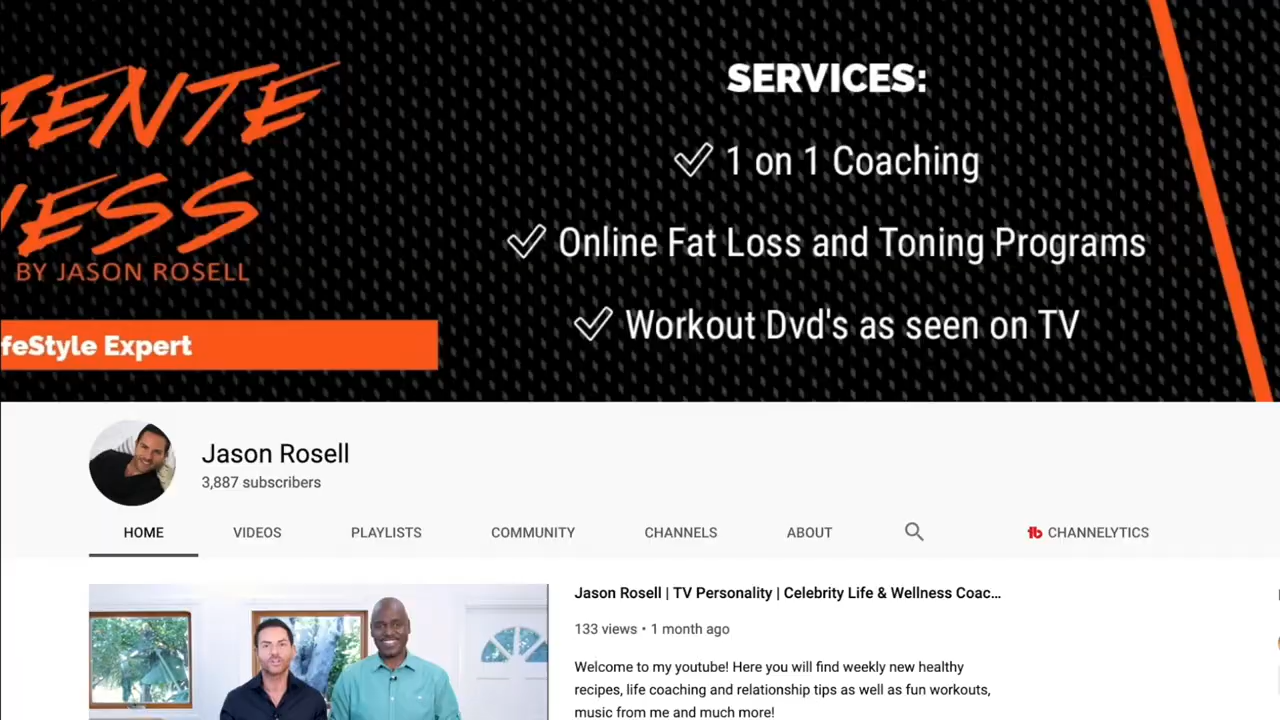 IENTE
NESS
BY JASON ROSELL
feStyle Expert
SERVICES:
1 on 1 Coaching
Online Fat Loss and Toning Programs
Workout Dvd's as seen on TV
Jason Rosell
3,887 subscribers
HOME VIDEOS PLAYLISTS COMMUNITY CHANNELS ABOUT tb CHANNELYTICS
Jason Rosell | TV Personality | Celebrity Life & Wellness Coac...
133 views • 1 month ago
Welcome to my youtube! Here you will find weekly new healthy
recipes, life coaching and relationship tips as well as fun workouts,
music from me and much more!